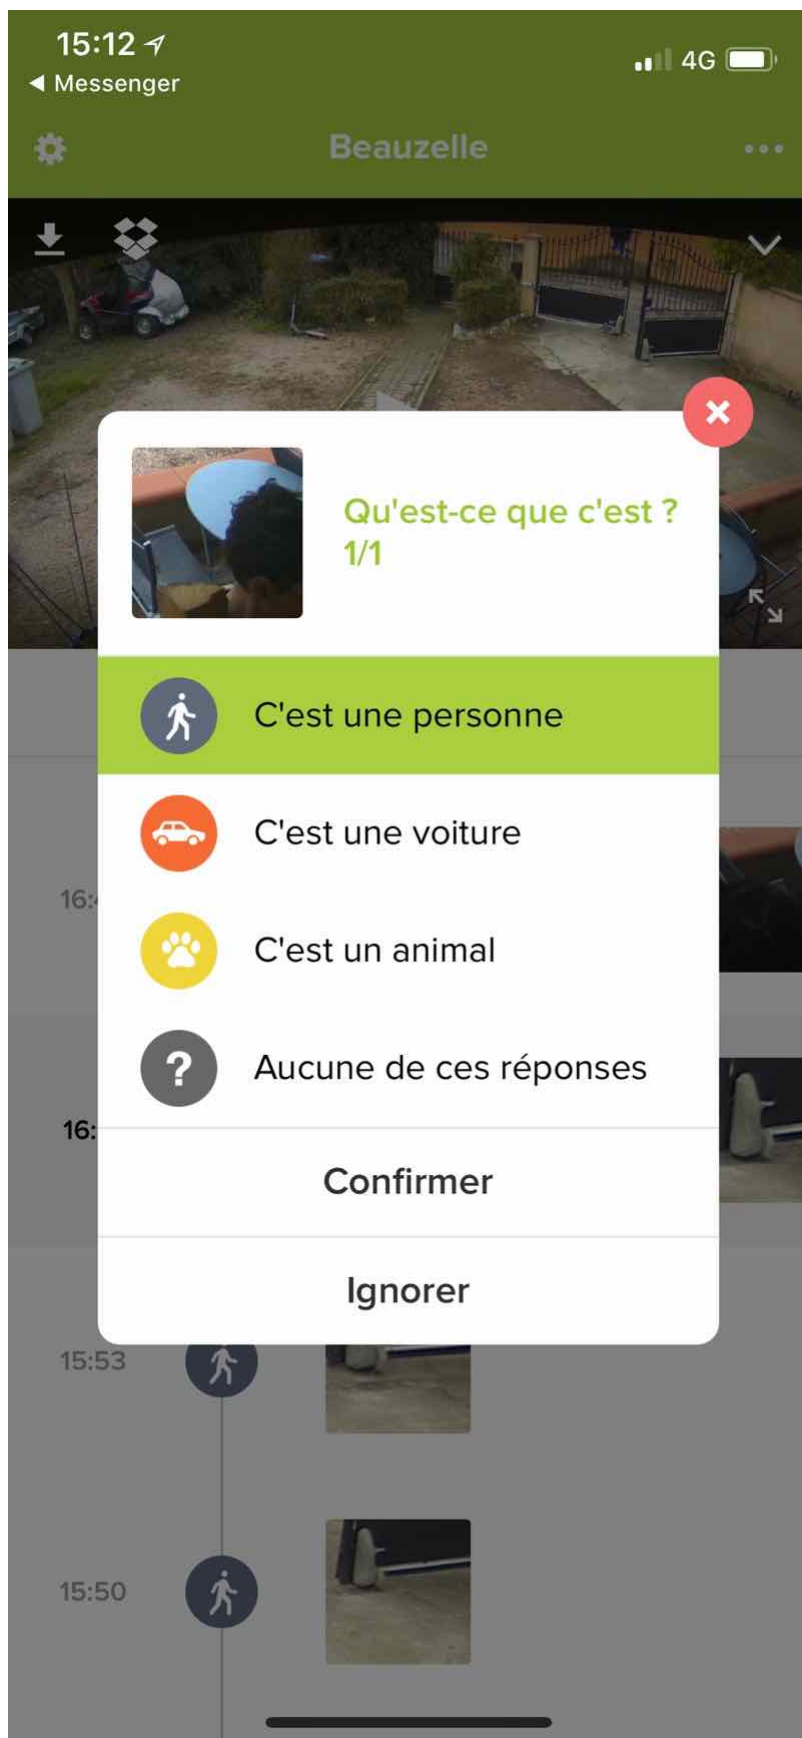 15:12
Messenger
4G
Beauzelle
Qu'est-ce que c'est ?
1/1
C'est une personne
C'est une voiture
C'est un animal
?
Aucune de ces réponses
Confirmer
Ignorer
15:53
15:50